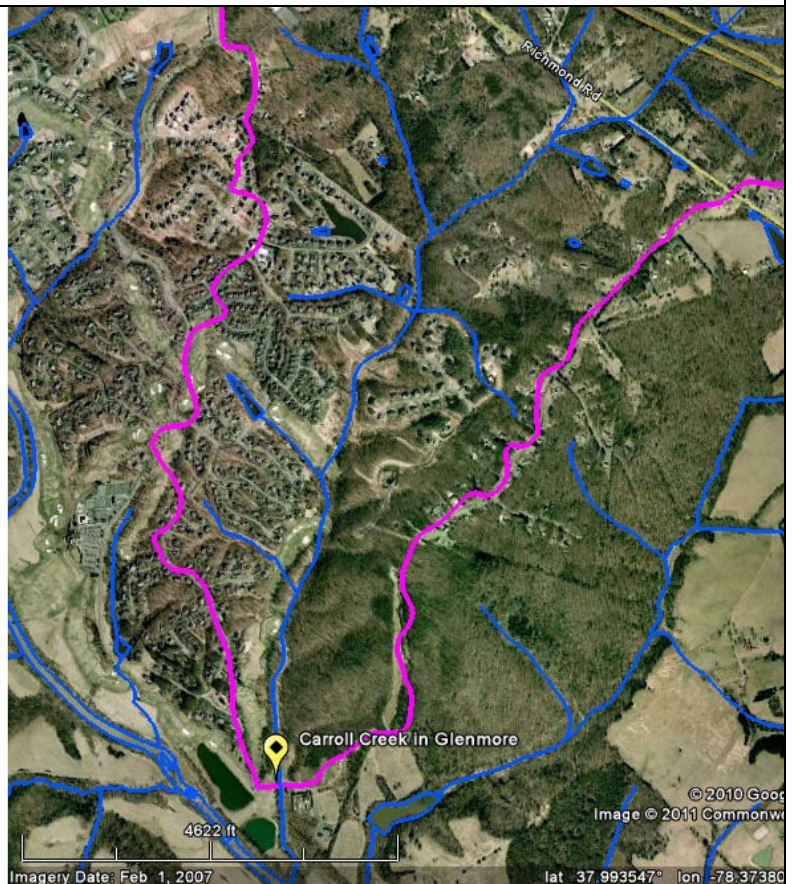 Richmond Rd
Carroll Creek in Glenmore
© 2010 Goog
Image © 2011 Commonwe
4622 ft
Imagery Date: Feb 1, 2007
lat 37.993547° lon -78.37380